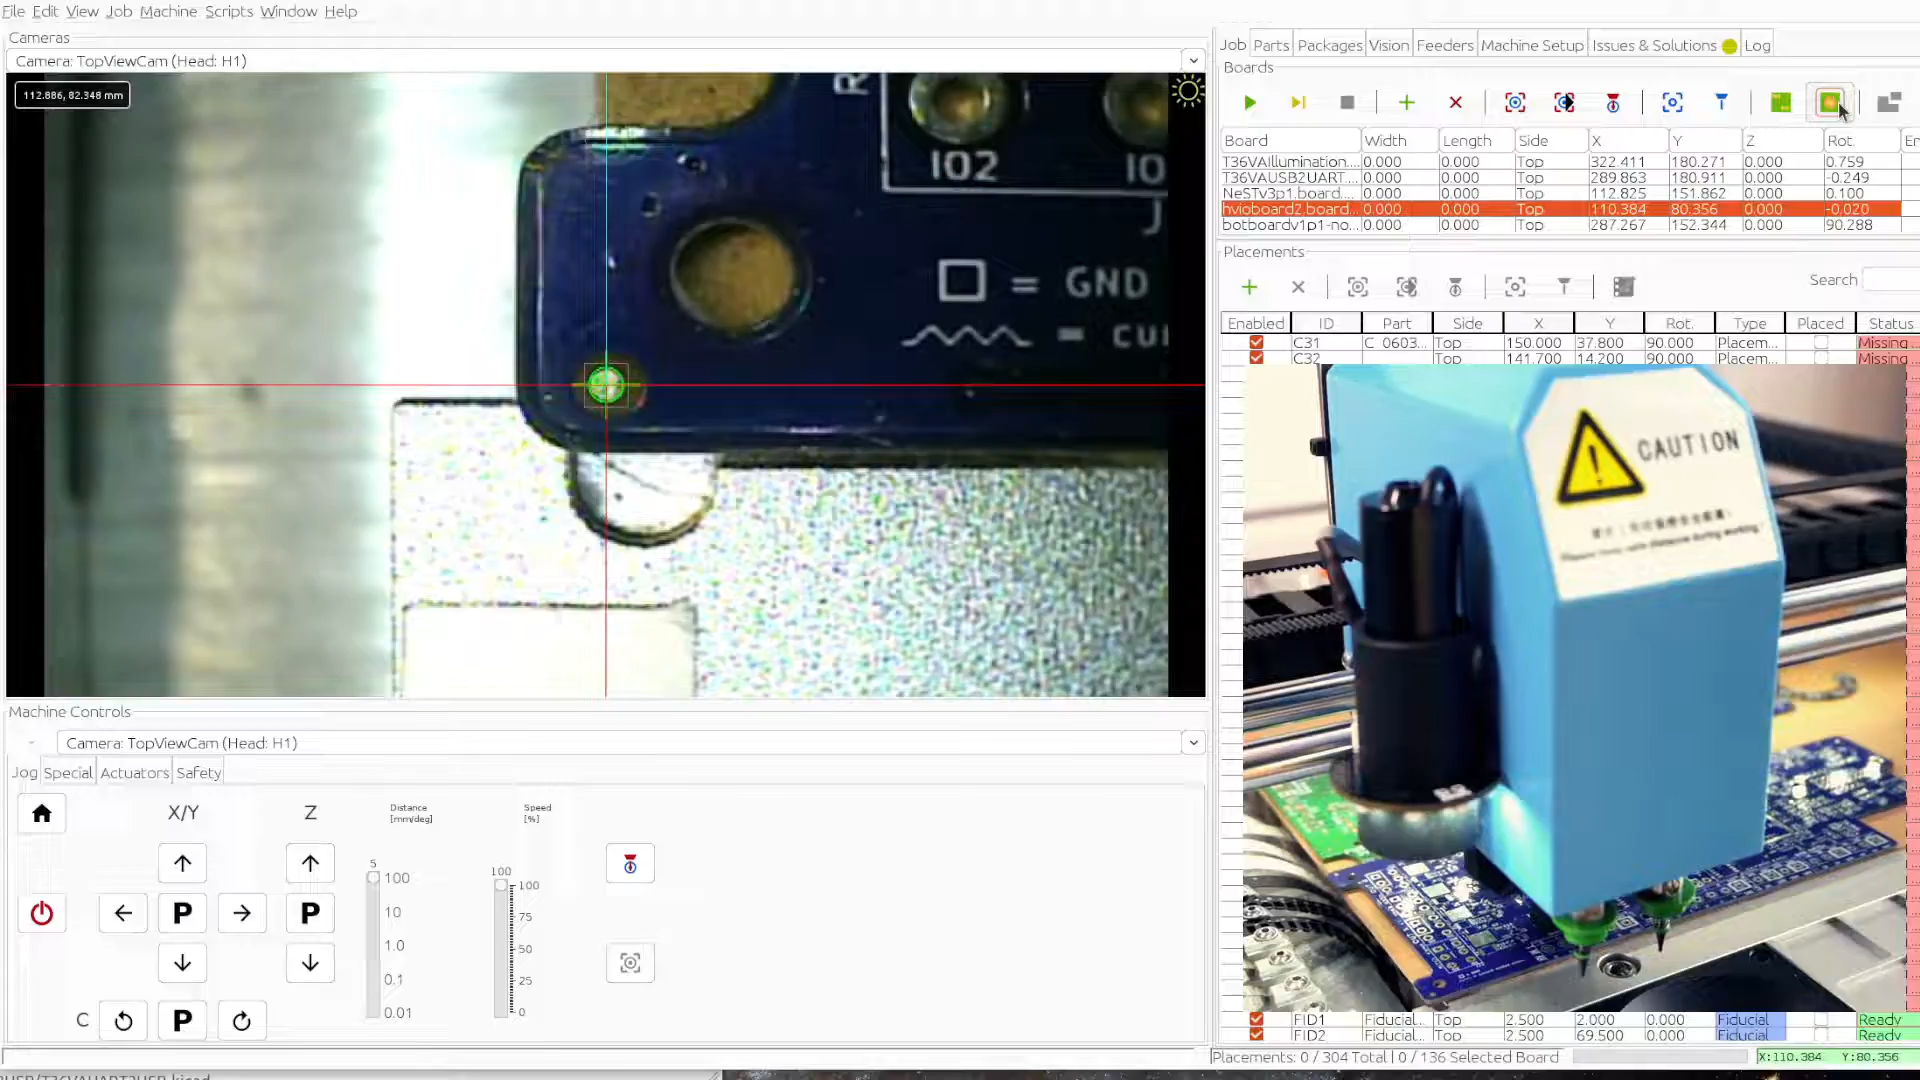 File Edit View Job Machine Scripts Window Help
Cameras
Camera: TopViewCam (Head: H1)
112.886, 82.348 mm
R
IO2
IO
J
= GND
= CU
Machine Controls
Camera: TopViewCam (Head: H1)
Jog Special Actuators Safety
X/Y Z Distance [mm/deg] Speed [%]
5
100
10
1.0
0.1
0.01
100
100
75
50
25
0
P P
C P
Job Parts Packages Vision Feeders Machine Setup Issues & Solutions Log
Boards
Board Width Length Side X Y Z Rot. En
T36VAIllumination.... 0.000 0.000 Top 322.411 180.271 0.000 0.759
T36VAUSB2UART.... 0.000 0.000 Top 289.863 180.911 0.000 -0.249
NeSTv3p1.board.... 0.000 0.000 Top 112.825 151.862 0.000 0.100
hvioboard2.board... 0.000 0.000 Top 110.384 80.356 0.000 -0.020
botboardv1p1-no... 0.000 0.000 Top 287.267 152.344 0.000 90.288
Placements
Search
Enabled ID Part Side X Y Rot. Type Placed Status
C31 C_0603... Top 150.000 37.800 90.000 Placem... Missing
C32 Top 141.700 14.200 90.000 Placem... Missing
CAUTION
FID1 Fiducial... Top 2.500 2.000 0.000 Fiducial Ready
FID2 Fiducial... Top 2.500 69.500 0.000 Fiducial Ready
Placements: 0 / 304 Total | 0 / 136 Selected Board
X:110.384 Y:80.356